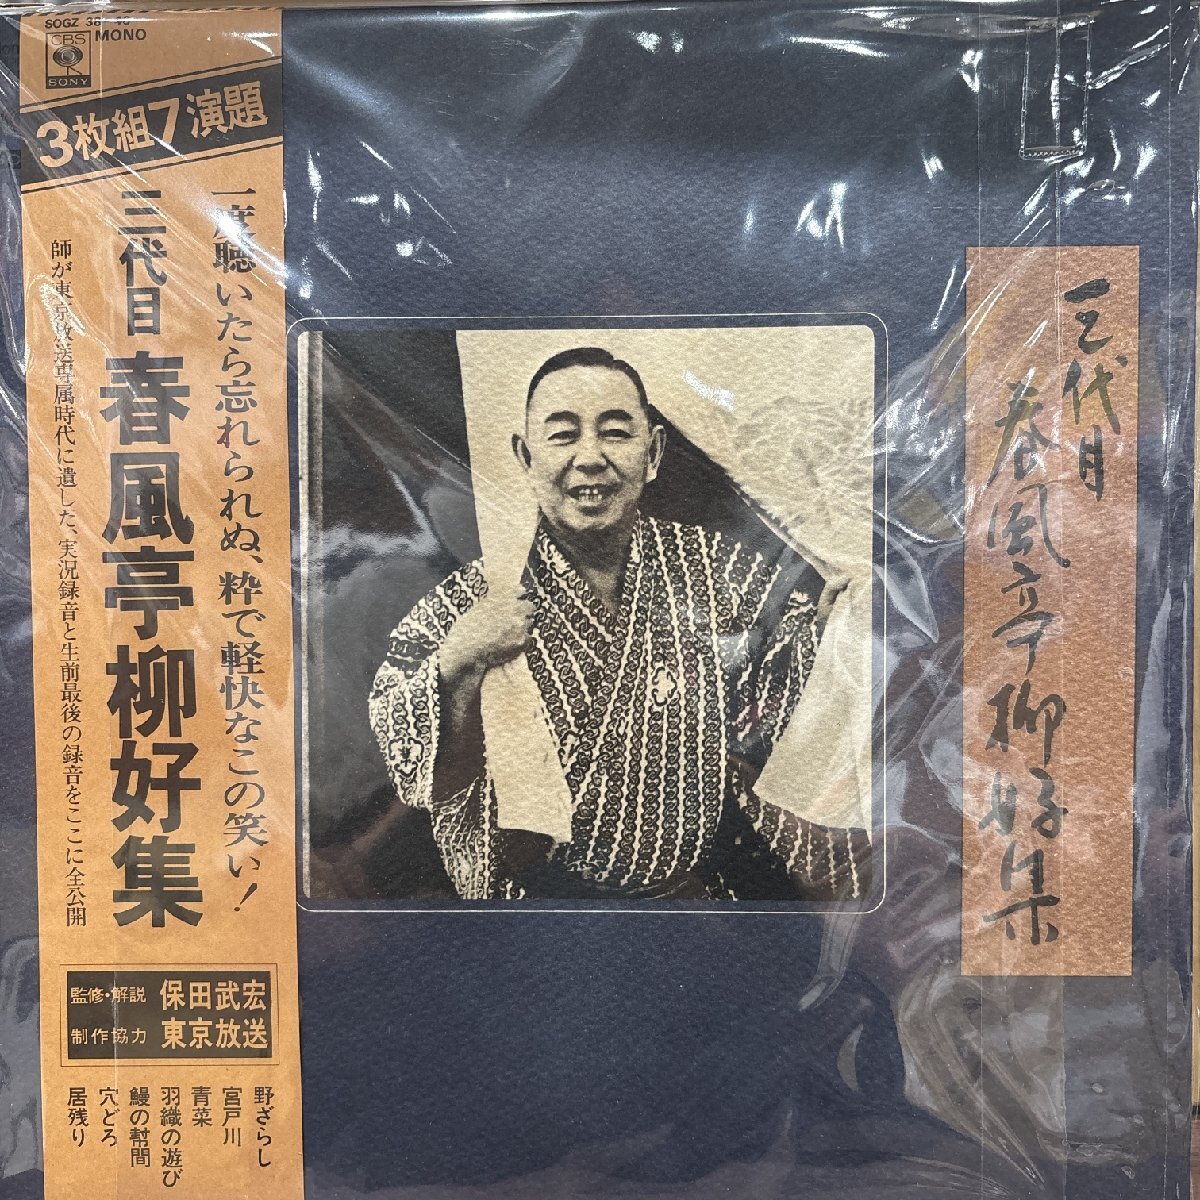 SOGZ 38-40
CBS
SONY
MONO
3枚組7演題
一度聴いたら忘れられぬ、粋で軽快なこの笑い!
三代目 春風亭柳好集
師が東京放送専属時代に遺した、実況録音と生前最後の録音をここに全公開
監修・解説 保田武宏
制作協力 東京放送
野ざらし
宮戸川
青菜
羽織の遊び
鰻の幇間
穴どろ
居残り
三代目
春風亭柳好集